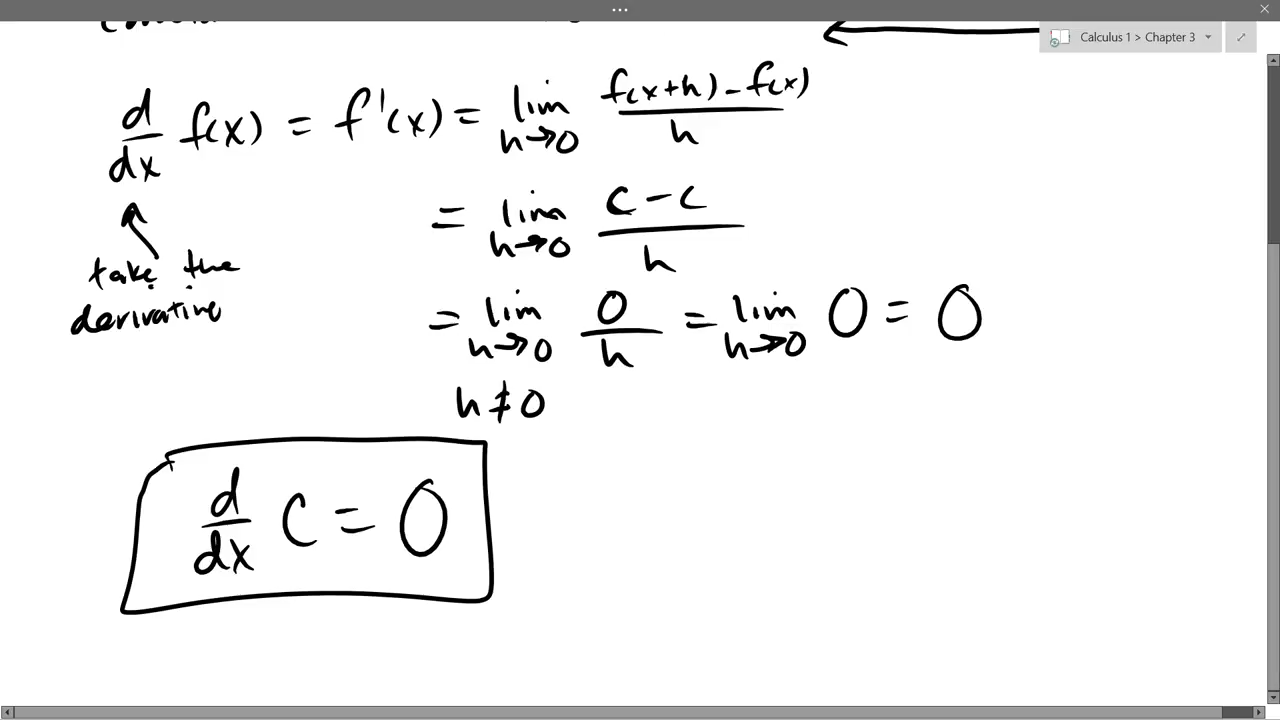 Calculus 1 > Chapter 3
d/dx f(x) = f'(x) = lim h→0 f(x+h) - f(x) / h
= lim h→0 c - c / h
take the
derivative
= lim h→0 0/h = lim h→0 0 = 0
h ≠ 0
d/dx c = 0